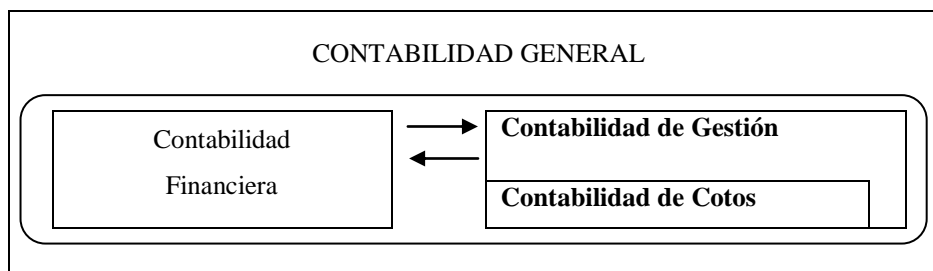 CONTABILIDAD GENERAL
Contabilidad
Financiera
Contabilidad de Gestión
Contabilidad de Cotos